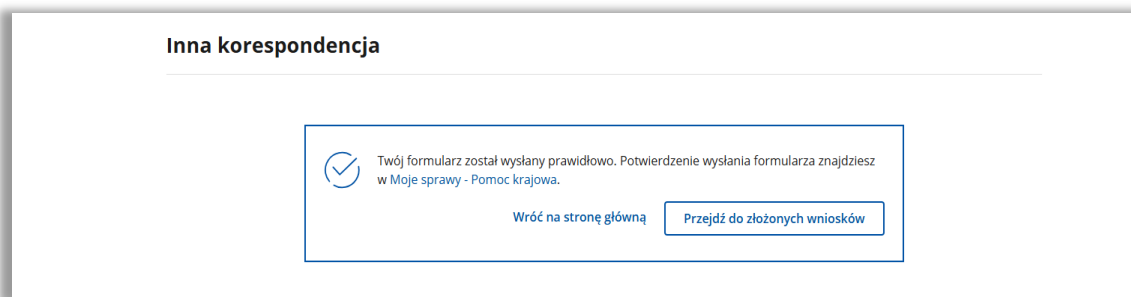 Inna korespondencja
Twój formularz został wysłany prawidłowo. Potwierdzenie wysłania formularza znajdziesz
w Moje sprawy - Pomoc krajowa.
Wróć na stronę główną
Przejdź do złożonych wniosków